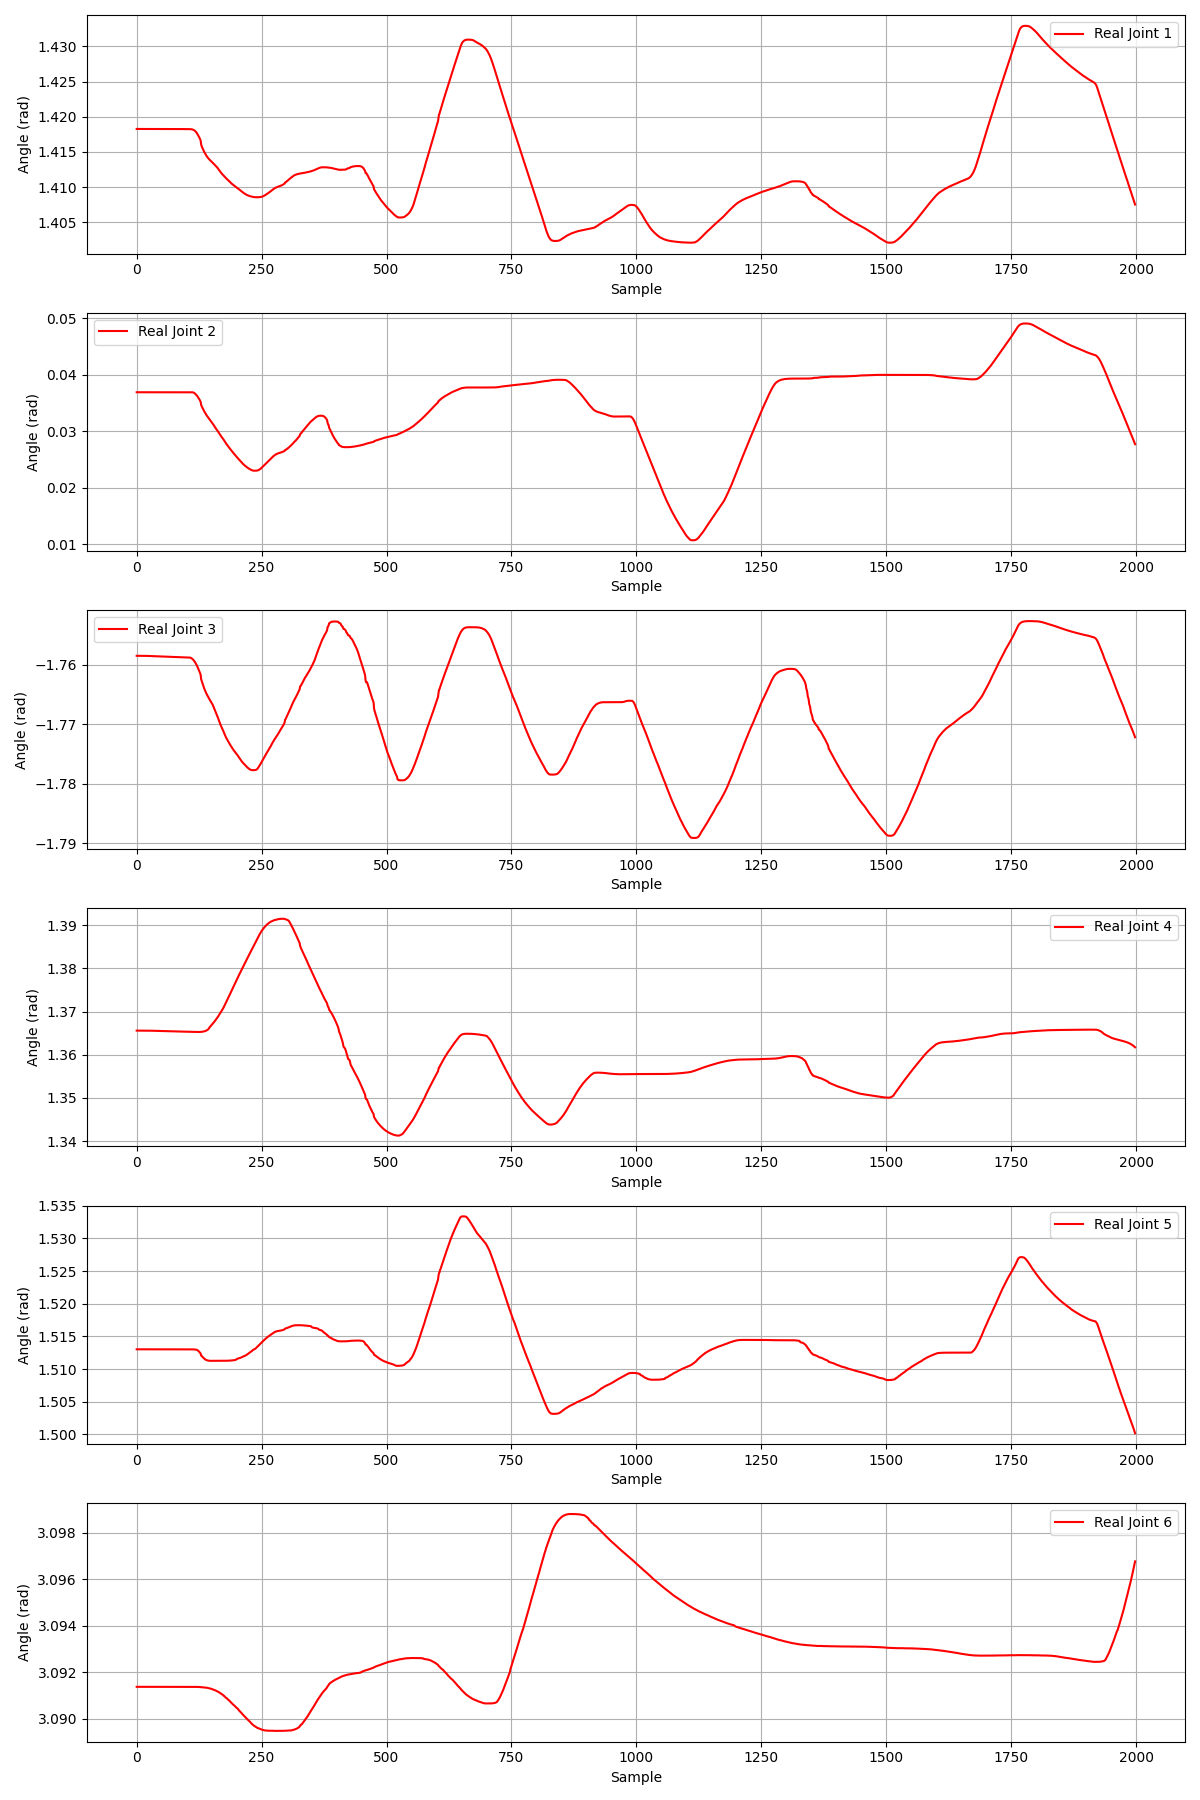 Real Joint 1
Angle (rad)
1.430
1.425
1.420
1.415
1.410
1.405
0 250 500 750 1000 1250 1500 1750 2000
Sample
Real Joint 2
Angle (rad)
0.05
0.04
0.03
0.02
0.01
0 250 500 750 1000 1250 1500 1750 2000
Sample
Real Joint 3
Angle (rad)
−1.76
−1.77
−1.78
−1.79
0 250 500 750 1000 1250 1500 1750 2000
Sample
Real Joint 4
Angle (rad)
1.39
1.38
1.37
1.36
1.35
1.34
0 250 500 750 1000 1250 1500 1750 2000
Sample
Real Joint 5
Angle (rad)
1.535
1.530
1.525
1.520
1.515
1.510
1.505
1.500
0 250 500 750 1000 1250 1500 1750 2000
Sample
Real Joint 6
Angle (rad)
3.098
3.096
3.094
3.092
3.090
0 250 500 750 1000 1250 1500 1750 2000
Sample